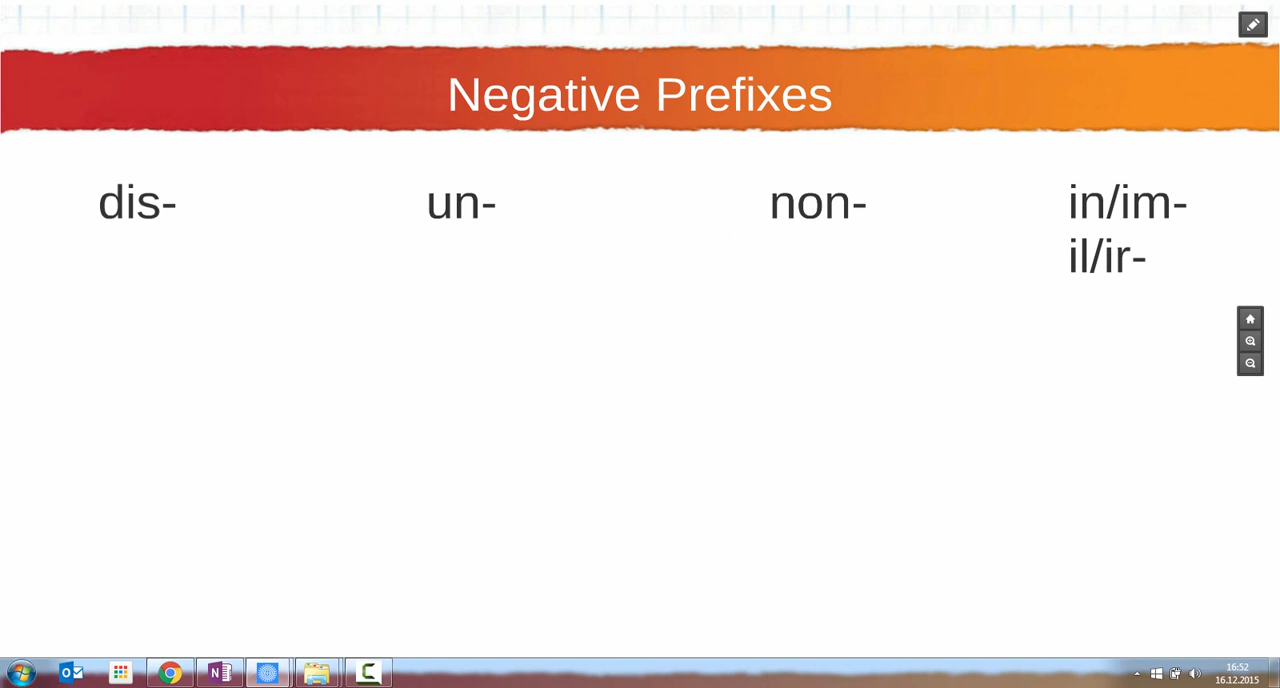 Negative Prefixes
dis-
un-
non-
in/im-
il/ir-
16:52
16.12.2015